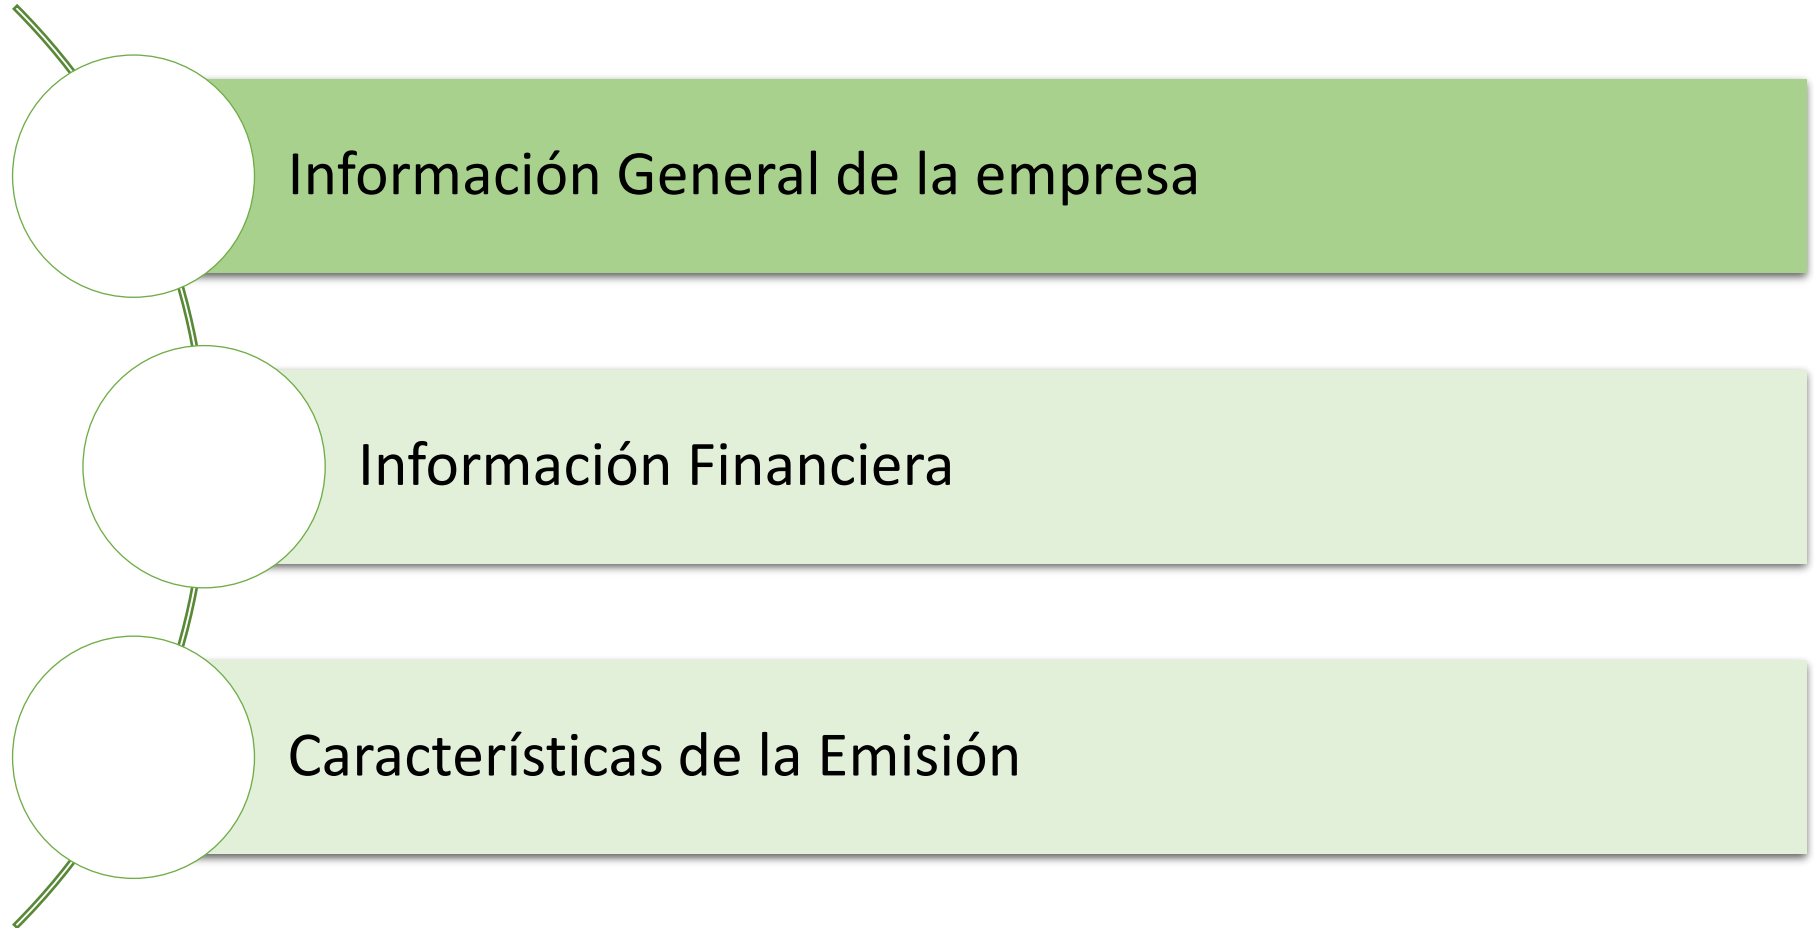 Información General de la empresa
Información Financiera
Características de la Emisión